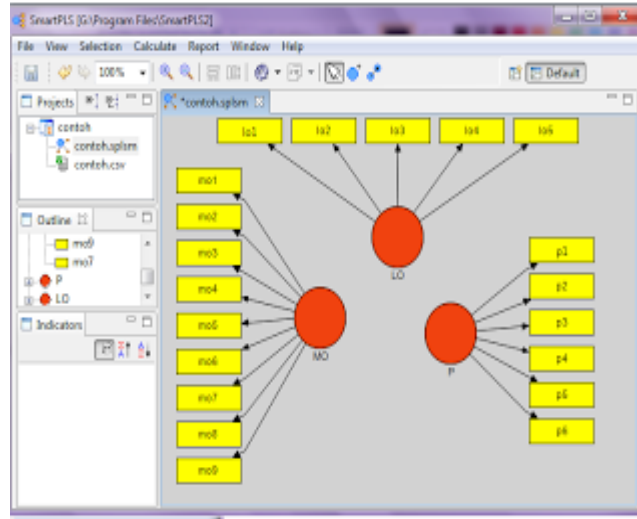 SmartPLS [G:\Program Files\SmartPLS2]
File View Selection Calculate Report Window Help
100%
Default
Projects
*contoh.splsm
contoh
contoh.splsm
contoh.csv
Outline
mo9
mo7
P
LO
Indicators
lo1 lo2 lo3 lo4 lo5
mo1
mo2
mo3
mo4
mo5
mo6
mo7
mo8
mo9
LO
MO
P
p1
p2
p3
p4
p5
p6